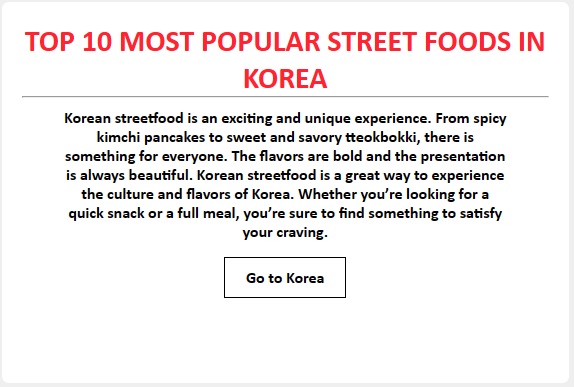 TOP 10 MOST POPULAR STREET FOODS IN
KOREA
Korean streetfood is an exciting and unique experience. From spicy
kimchi pancakes to sweet and savory tteokbokki, there is
something for everyone. The flavors are bold and the presentation
is always beautiful. Korean streetfood is a great way to experience
the culture and flavors of Korea. Whether you’re looking for a
quick snack or a full meal, you’re sure to find something to satisfy
your craving.
Go to Korea